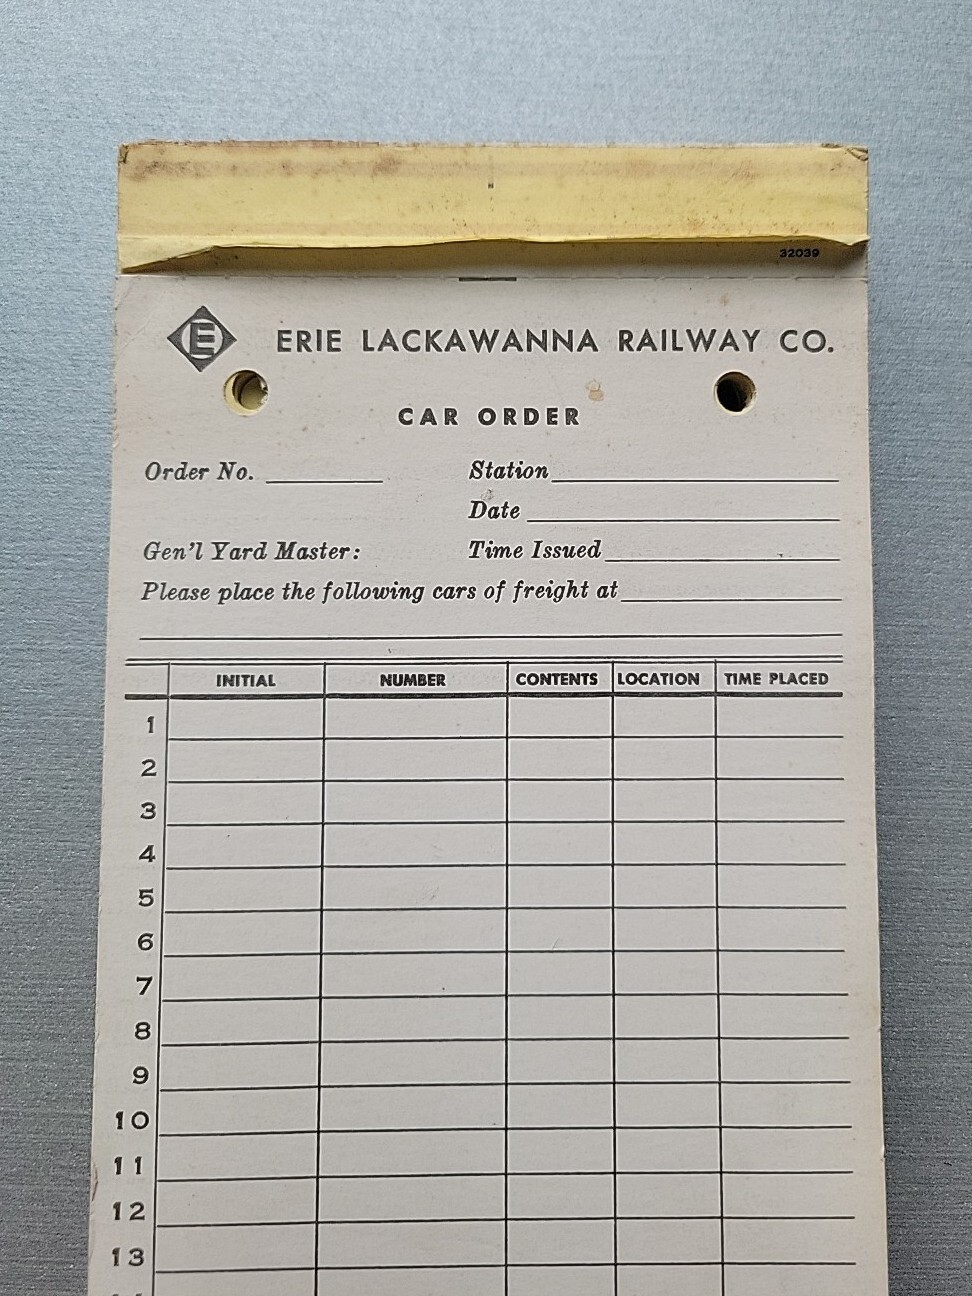 32039
E ERIE LACKAWANNA RAILWAY CO.
CAR ORDER
Order No. Station
Date
Gen'l Yard Master: Time Issued
Please place the following cars of freight at
INITIAL NUMBER CONTENTS LOCATION TIME PLACED
1
2
3
4
5
6
7
8
9
10
11
12
13